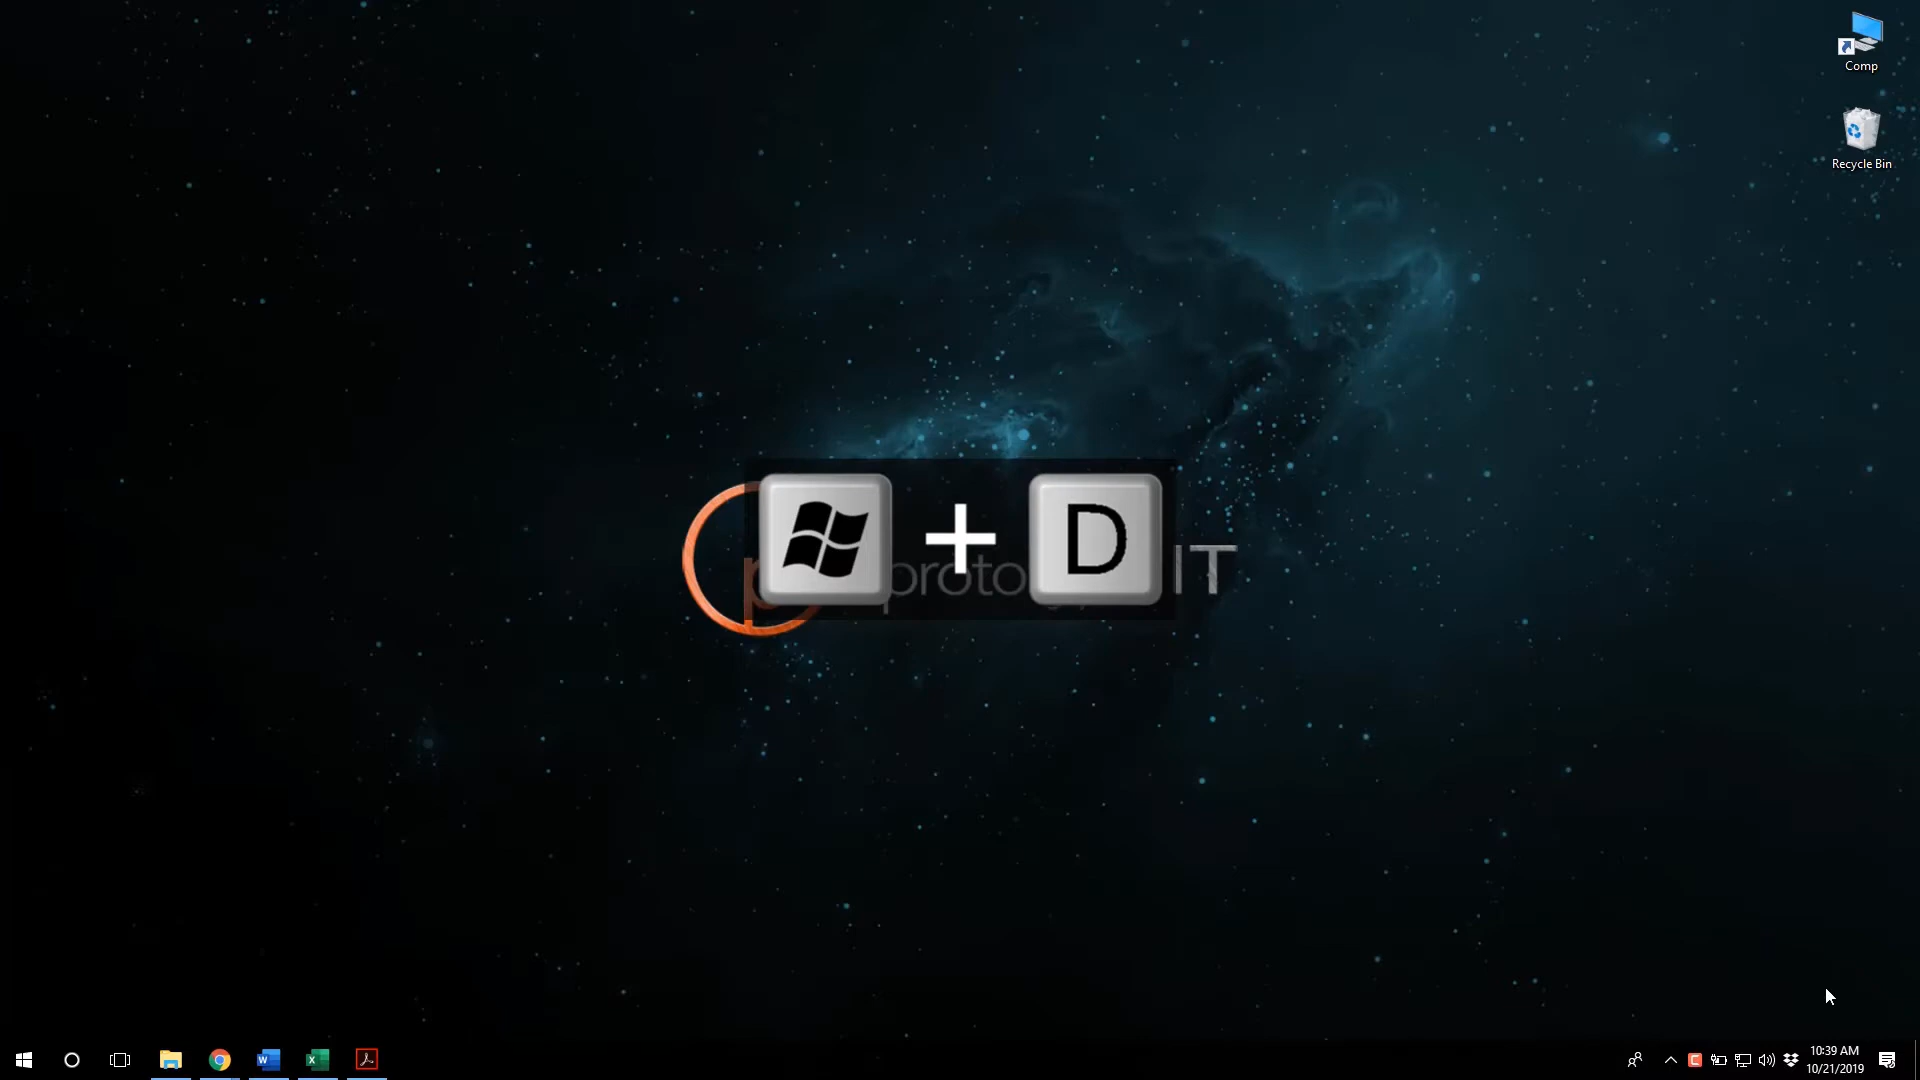 Comp
Recycle Bin
+ D
proto
IT
10:39 AM
10/21/2019